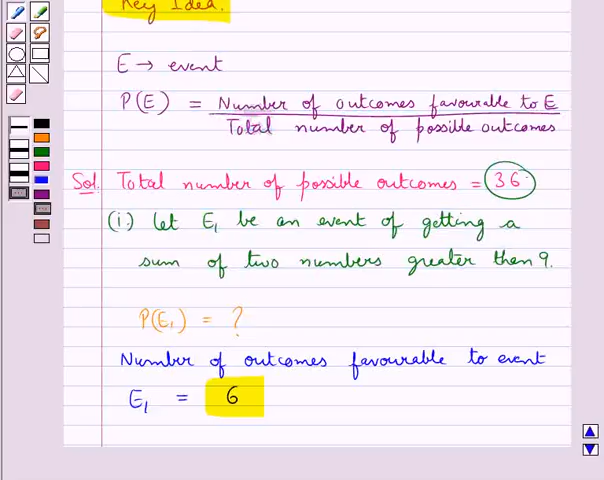 Key Idea.
E → event
P(E) = Number of outcomes favourable to E
Total number of possible outcomes
Sol. Total number of possible outcomes = 36
(i) Let E₁ be an event of getting a
sum of two numbers greater then 9.
P(E₁) = ?
Number of outcomes favourable to event
E₁ = 6